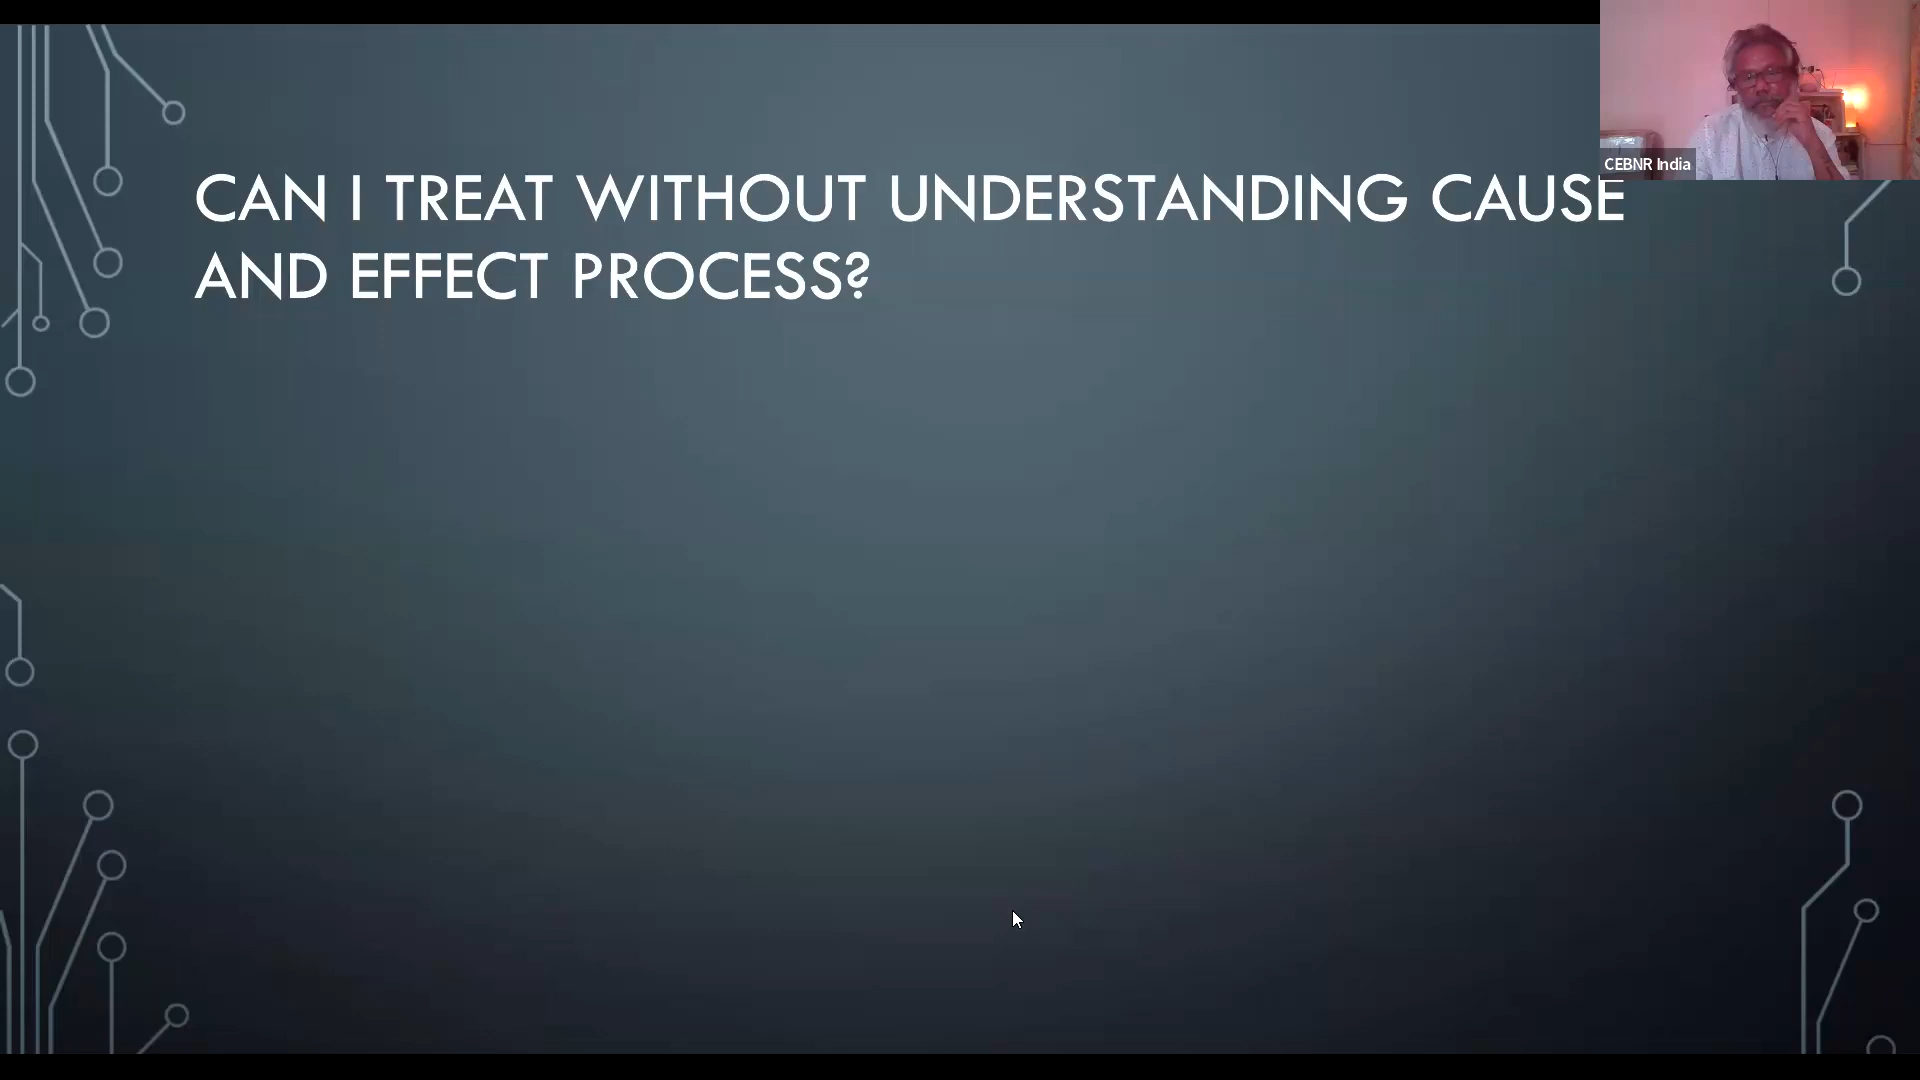 CEBNR India
CAN I TREAT WITHOUT UNDERSTANDING CAUSE
AND EFFECT PROCESS?